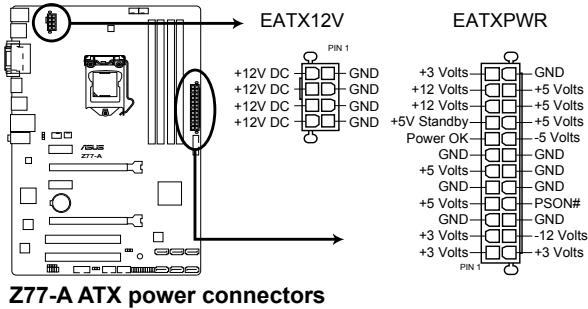 EATX12V
EATXPWR
PIN 1
+12V DC GND
+12V DC GND
+12V DC GND
+12V DC GND
+3 Volts GND
+12 Volts +5 Volts
+12 Volts +5 Volts
+5V Standby +5 Volts
Power OK -5 Volts
GND GND
+5 Volts GND
GND GND
+5 Volts PSON#
GND GND
+3 Volts -12 Volts
+3 Volts +3 Volts
PIN 1
ASUS
Z77-A
Z77-A ATX power connectors